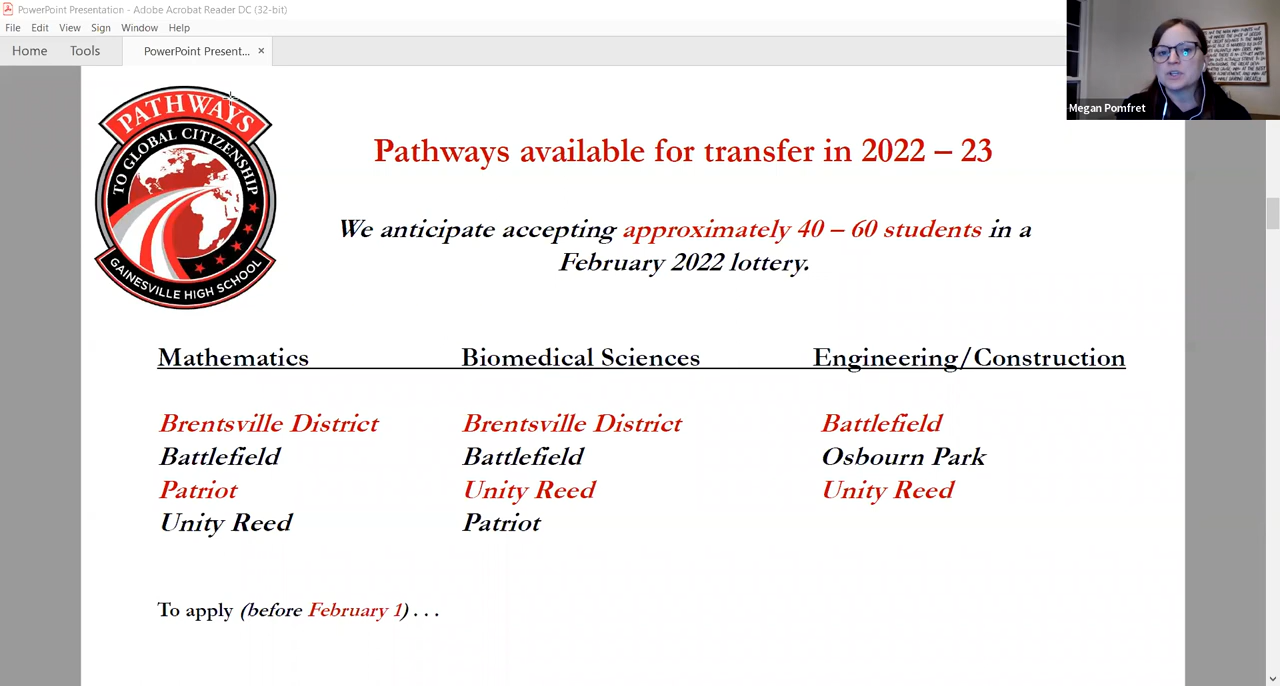 PowerPoint Presentation - Adobe Acrobat Reader DC (32-bit)
File Edit View Sign Window Help
Home Tools PowerPoint Present... ×
Megan Pomfret
PATHWAYS
TO GLOBAL CITIZENSHIP
GAINESVILLE HIGH SCHOOL
Pathways available for transfer in 2022 – 23
We anticipate accepting approximately 40 – 60 students in a
February 2022 lottery.
Mathematics Biomedical Sciences Engineering/Construction
Brentsville District Brentsville District Battlefield
Battlefield Battlefield Osbourn Park
Patriot Unity Reed Unity Reed
Unity Reed Patriot
To apply (before February 1) . . .